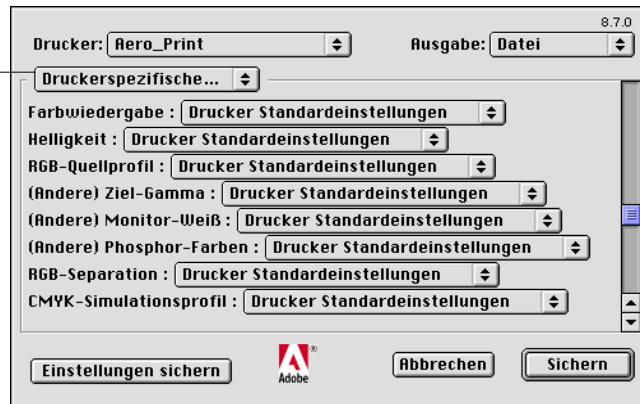 8.7.0
Drucker: Aero_Print Ausgabe: Datei
Druckerspezifische...
Farbwiedergabe : Drucker Standardeinstellungen
Helligkeit : Drucker Standardeinstellungen
RGB-Quellprofil : Drucker Standardeinstellungen
(Andere) Ziel-Gamma : Drucker Standardeinstellungen
(Andere) Monitor-Weiß : Drucker Standardeinstellungen
(Andere) Phosphor-Farben : Drucker Standardeinstellungen
RGB-Separation : Drucker Standardeinstellungen
CMYK-Simulationsprofil : Drucker Standardeinstellungen
Einstellungen sichern Adobe® Abbrechen Sichern